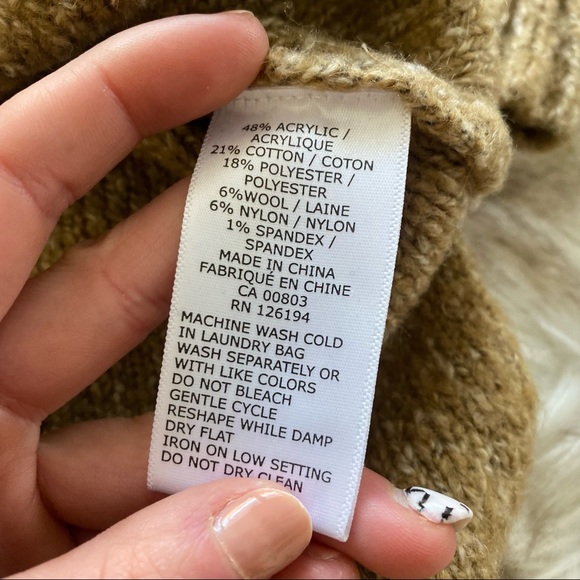 48% ACRYLIC /
ACRYLIQUE
21% COTTON / COTON
18% POLYESTER /
POLYESTER
6%WOOL / LAINE
6% NYLON / NYLON
1% SPANDEX /
SPANDEX
MADE IN CHINA
FABRIQUÉ EN CHINE
CA 00803
RN 126194
MACHINE WASH COLD
IN LAUNDRY BAG
WASH SEPARATELY OR
WITH LIKE COLORS
DO NOT BLEACH
GENTLE CYCLE
RESHAPE WHILE DAMP
DRY FLAT
IRON ON LOW SETTING
DO NOT DRY CLEAN